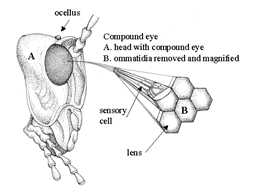 ocellus
Compound eye
A. head with compound eye
B. ommatidia removed and magnified
A
B
sensory
cell
lens